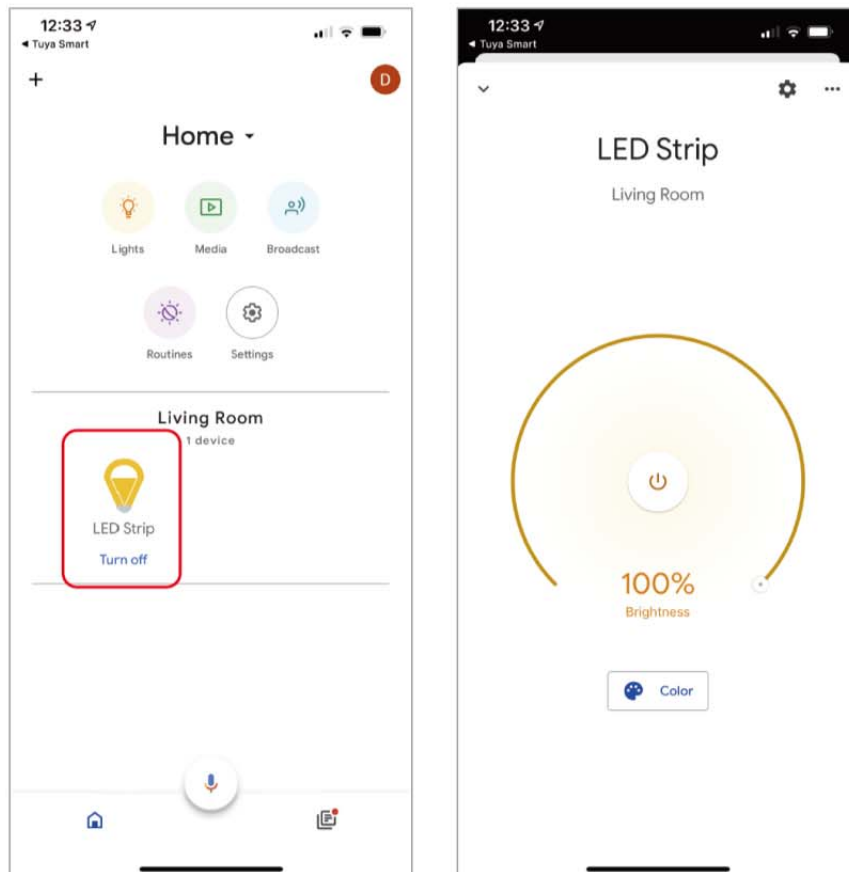 12:33
◄ Tuya Smart
D
Home
Lights
Media
Broadcast
Routines
Settings
Living Room
1 device
LED Strip
Turn off
12:33
◄ Tuya Smart
LED Strip
Living Room
100%
Brightness
Color